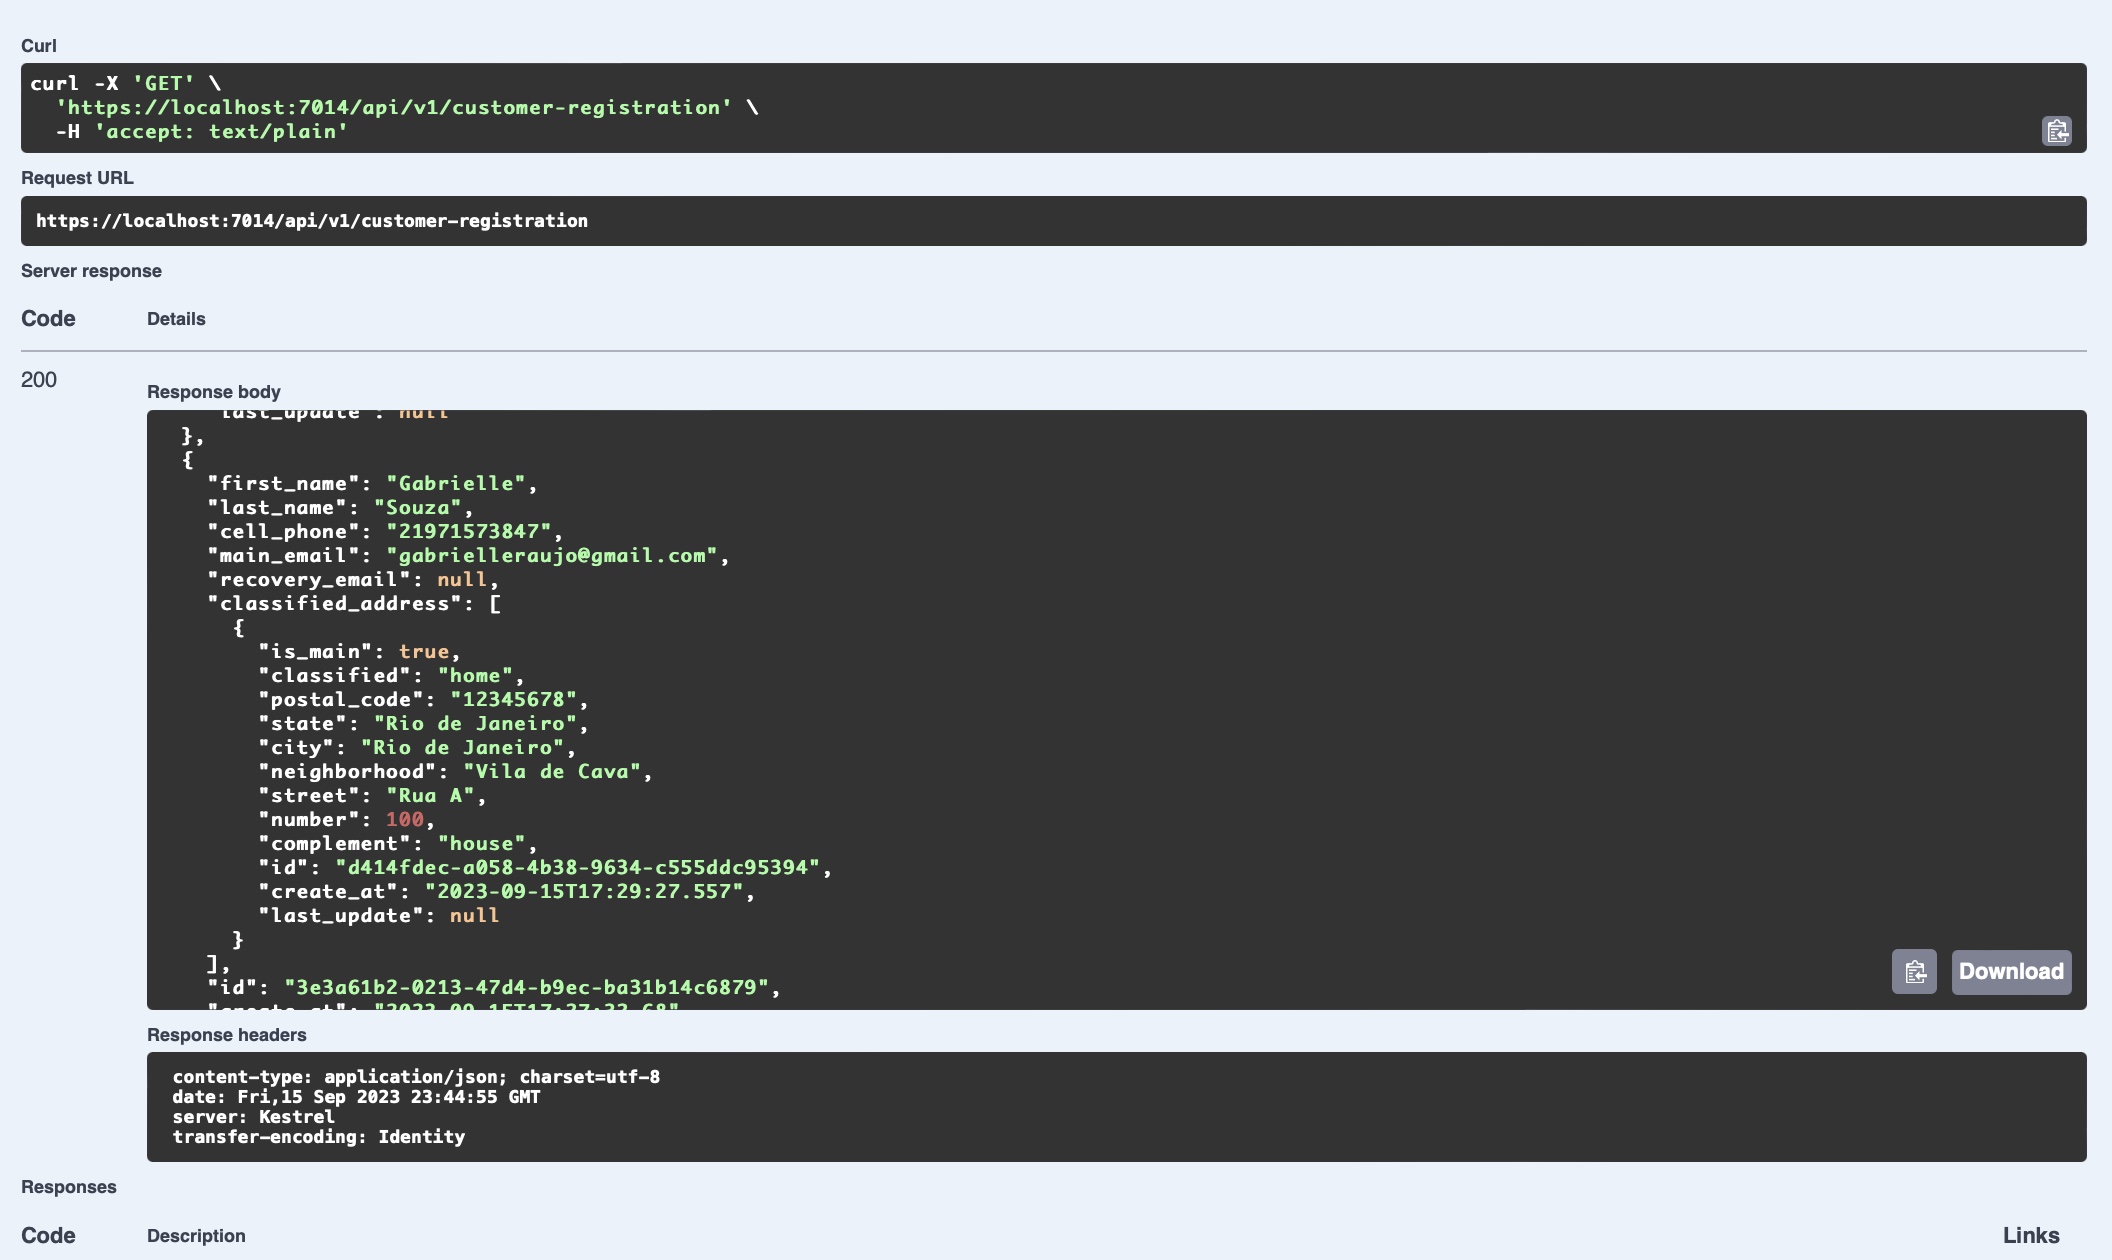 Curl
curl -X 'GET' \
  'https://localhost:7014/api/v1/customer-registration' \
  -H 'accept: text/plain'
Request URL
https://localhost:7014/api/v1/customer-registration
Server response
Code Details
200
Response body
    "last_update": null
  },
  {
    "first_name": "Gabrielle",
    "last_name": "Souza",
    "cell_phone": "21971573847",
    "main_email": "gabrielleraujo@gmail.com",
    "recovery_email": null,
    "classified_address": [
      {
        "is_main": true,
        "classified": "home",
        "postal_code": "12345678",
        "state": "Rio de Janeiro",
        "city": "Rio de Janeiro",
        "neighborhood": "Vila de Cava",
        "street": "Rua A",
        "number": 100,
        "complement": "house",
        "id": "d414fdec-a058-4b38-9634-c555ddc95394",
        "create_at": "2023-09-15T17:29:27.557",
        "last_update": null
      }
    ],
    "id": "3e3a61b2-0213-47d4-b9ec-ba31b14c6879",
    "create_at":
Download
Response headers
content-type: application/json; charset=utf-8
date: Fri,15 Sep 2023 23:44:55 GMT
server: Kestrel
transfer-encoding: Identity
Responses
Code Description Links